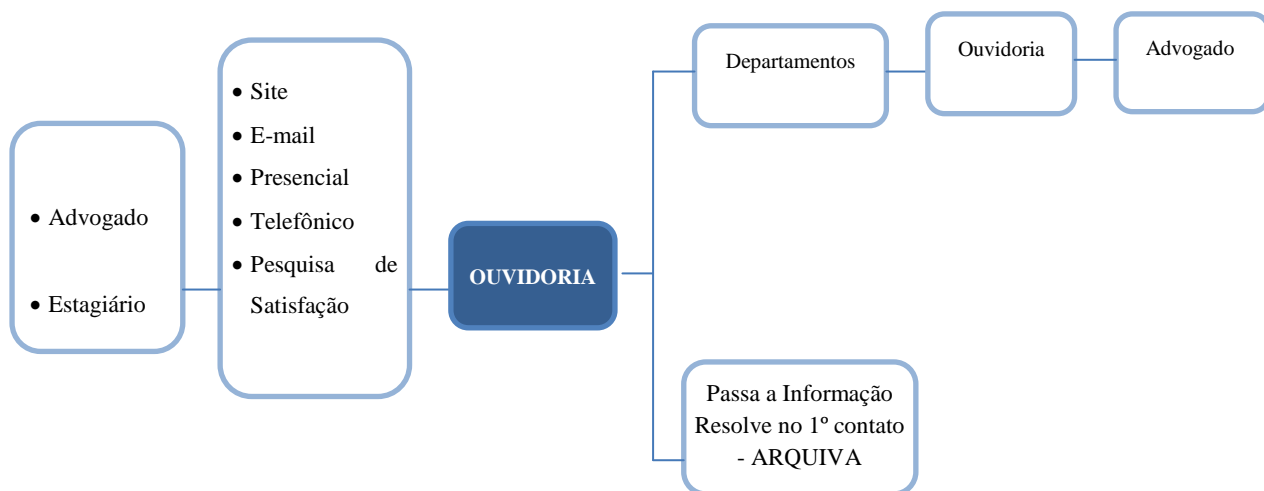 • Advogado
• Estagiário
• Site
• E-mail
• Presencial
• Telefônico
• Pesquisa de
Satisfação
OUVIDORIA
Departamentos
Ouvidoria
Advogado
Passa a Informação
Resolve no 1º contato
- ARQUIVA